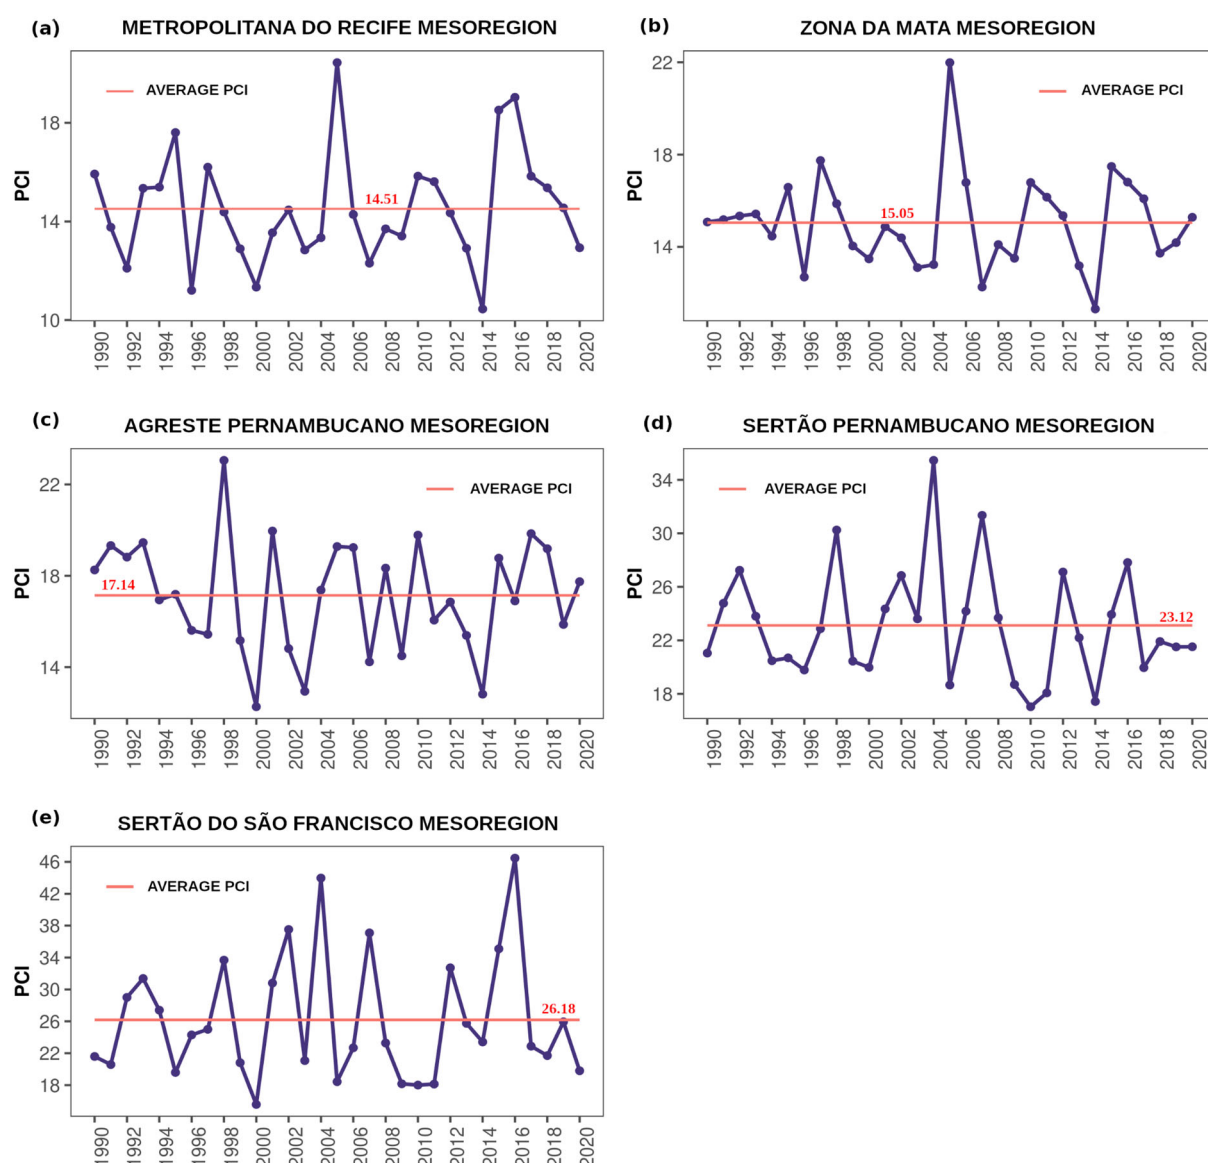 (a) METROPOLITANA DO RECIFE MESOREGION
AVERAGE PCI
18
14
10
PCI
14.51
1990 1992 1994 1996 1998 2000 2002 2004 2006 2008 2010 2012 2014 2016 2018 2020
(b) ZONA DA MATA MESOREGION
AVERAGE PCI
22
18
14
PCI
15.05
1990 1992 1994 1996 1998 2000 2002 2004 2006 2008 2010 2012 2014 2016 2018 2020
(c) AGRESTE PERNAMBUCANO MESOREGION
AVERAGE PCI
22
18
14
PCI
17.14
1990 1992 1994 1996 1998 2000 2002 2004 2006 2008 2010 2012 2014 2016 2018 2020
(d) SERTÃO PERNAMBUCANO MESOREGION
AVERAGE PCI
34
30
26
22
18
PCI
23.12
1990 1992 1994 1996 1998 2000 2002 2004 2006 2008 2010 2012 2014 2016 2018 2020
(e) SERTÃO DO SÃO FRANCISCO MESOREGION
AVERAGE PCI
46
42
38
34
30
26
22
18
PCI
26.18
1990 1992 1994 1996 1998 2000 2002 2004 2006 2008 2010 2012 2014 2016 2018 2020